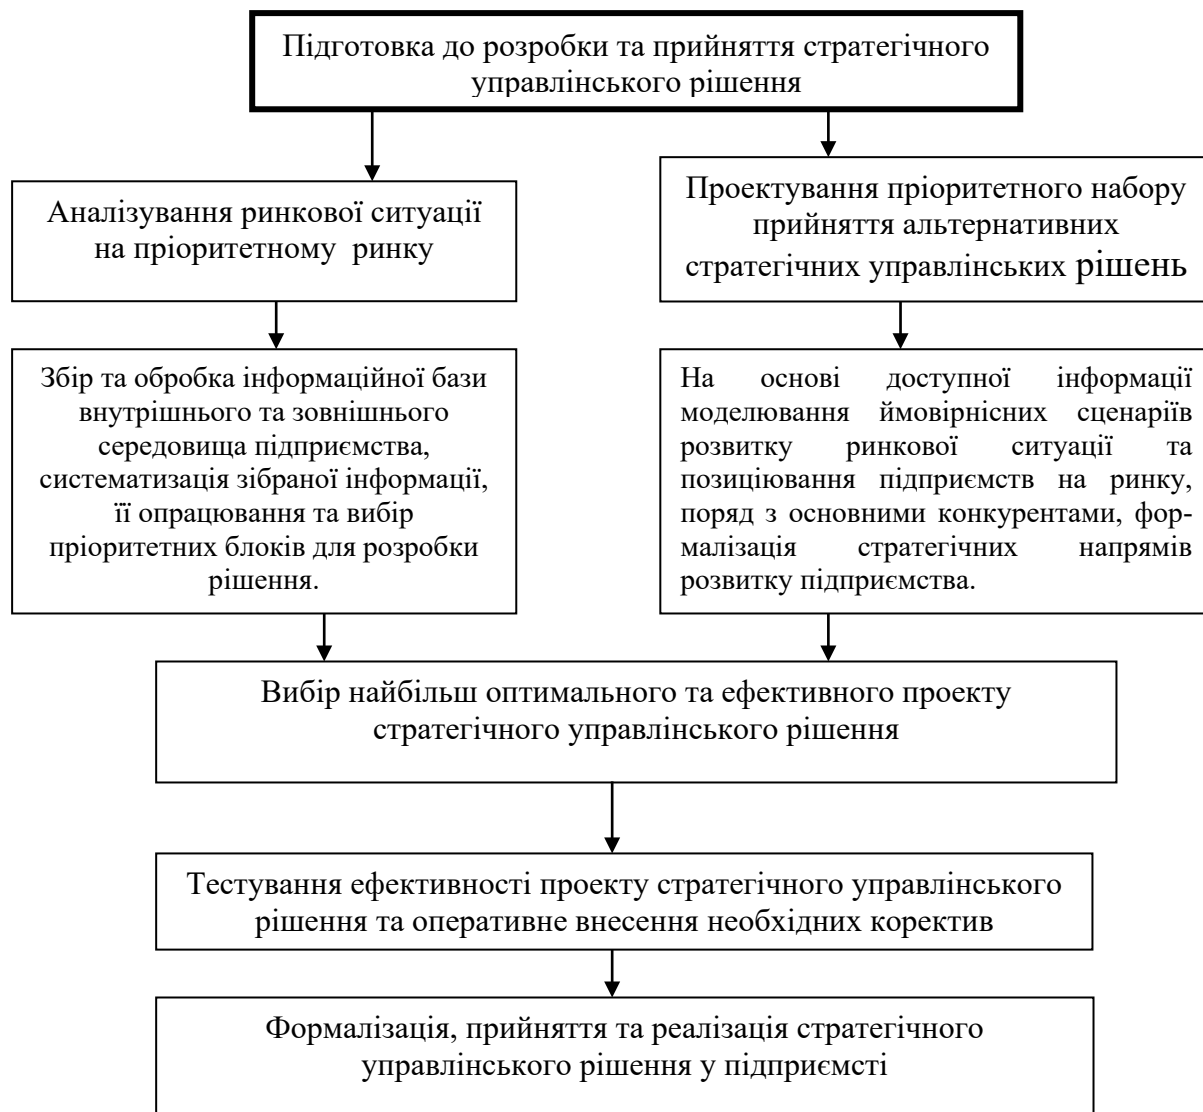 Підготовка до розробки та прийняття стратегічного
управлінського рішення
Аналізування ринкової ситуації
на пріоритетному ринку
Проектування пріоритетного набору
прийняття альтернативних
стратегічних управлінських рішень
Збір та обробка інформаційної бази
внутрішнього та зовнішнього
середовища підприємства,
систематизація зібраної інформації,
її опрацювання та вибір
пріоритетних блоків для розробки
рішення.
На основі доступної інформації
моделювання ймовірнісних сценаріїв
розвитку ринкової ситуації та
позиціювання підприємств на ринку,
поряд з основними конкурентами, фор-
малізація стратегічних напрямів
розвитку підприємства.
Вибір найбільш оптимального та ефективного проекту
стратегічного управлінського рішення
Тестування ефективності проекту стратегічного управлінського
рішення та оперативне внесення необхідних коректив
Формалізація, прийняття та реалізація стратегічного
управлінського рішення у підприємсті